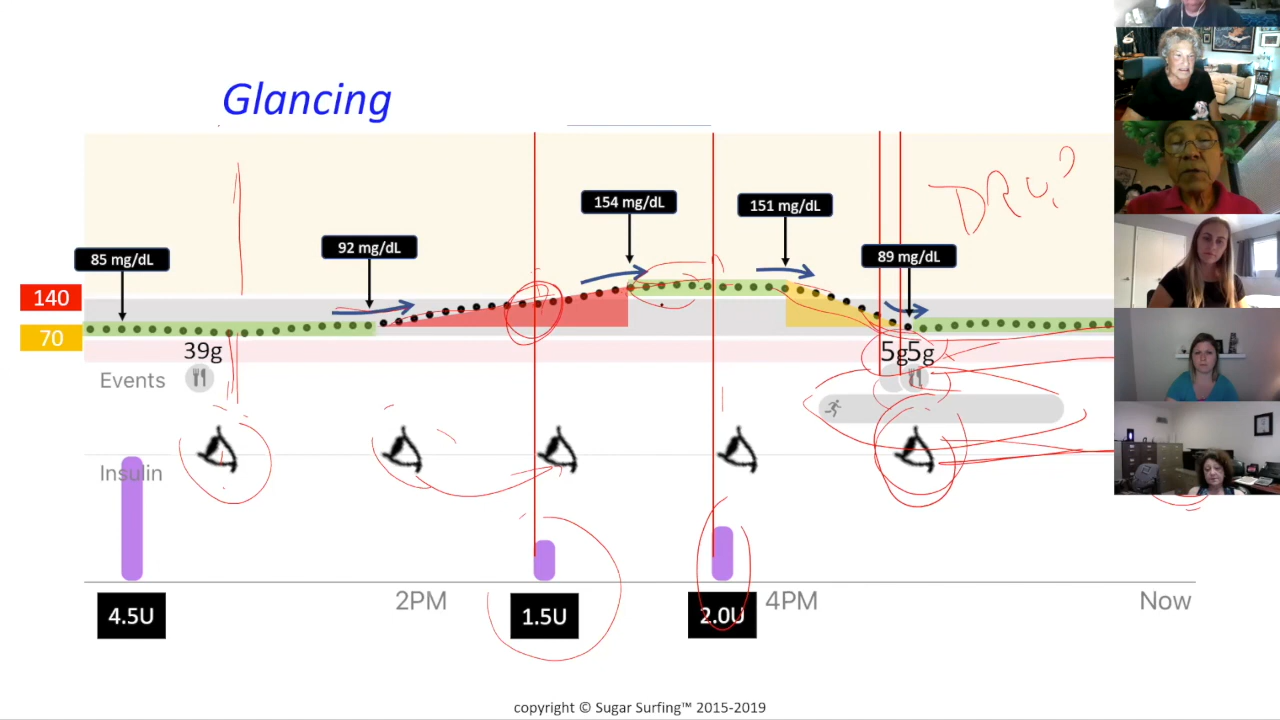 Glancing
DRU?
154 mg/dL
151 mg/dL
92 mg/dL
85 mg/dL
89 mg/dL
140
70
39g
5g5g
Events
Insulin
2PM
4PM
Now
4.5U
1.5U
2.0U
copyright © Sugar Surfing™ 2015-2019